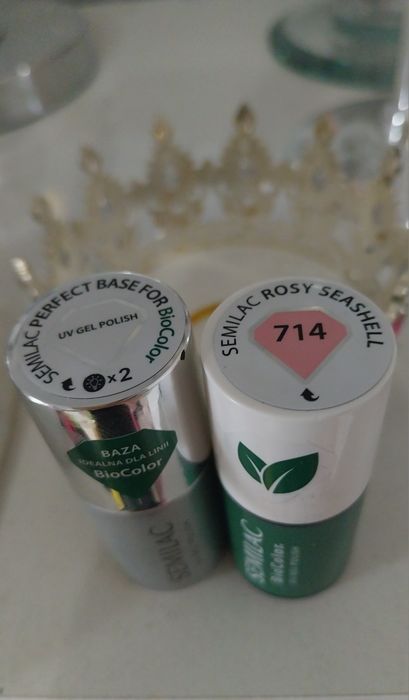 SEMILAC PERFECT BASE FOR BioColor
UV GEL POLISH
x2
BAZA
IDEALNA DLA LINII
BioColor
SEMILAC
SEMILAC ROSY SEASHELL
714
SEMILAC
BioColor